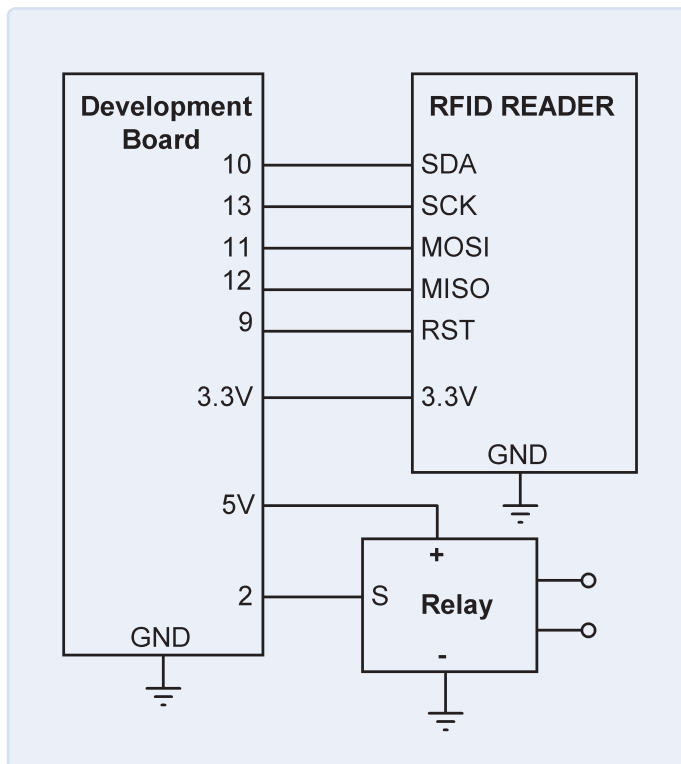 Development
Board
10
13
11
12
9
3.3V
5V
2
GND
RFID READER
SDA
SCK
MOSI
MISO
RST
3.3V
GND
+
S
Relay
-